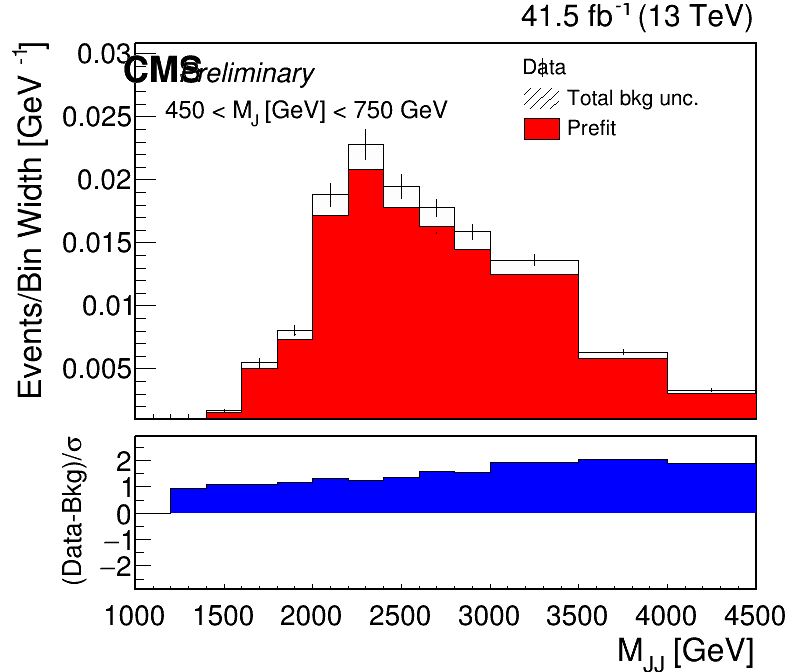 41.5 fb⁻¹ (13 TeV)
CMS Preliminary
450 < M_J [GeV] < 750 GeV
Data
Total bkg unc.
Prefit
Events/Bin Width [GeV⁻¹]
0.03
0.025
0.02
0.015
0.01
0.005
(Data-Bkg)/σ
2
1
0
−1
−2
1000 1500 2000 2500 3000 3500 4000 4500
M_JJ [GeV]